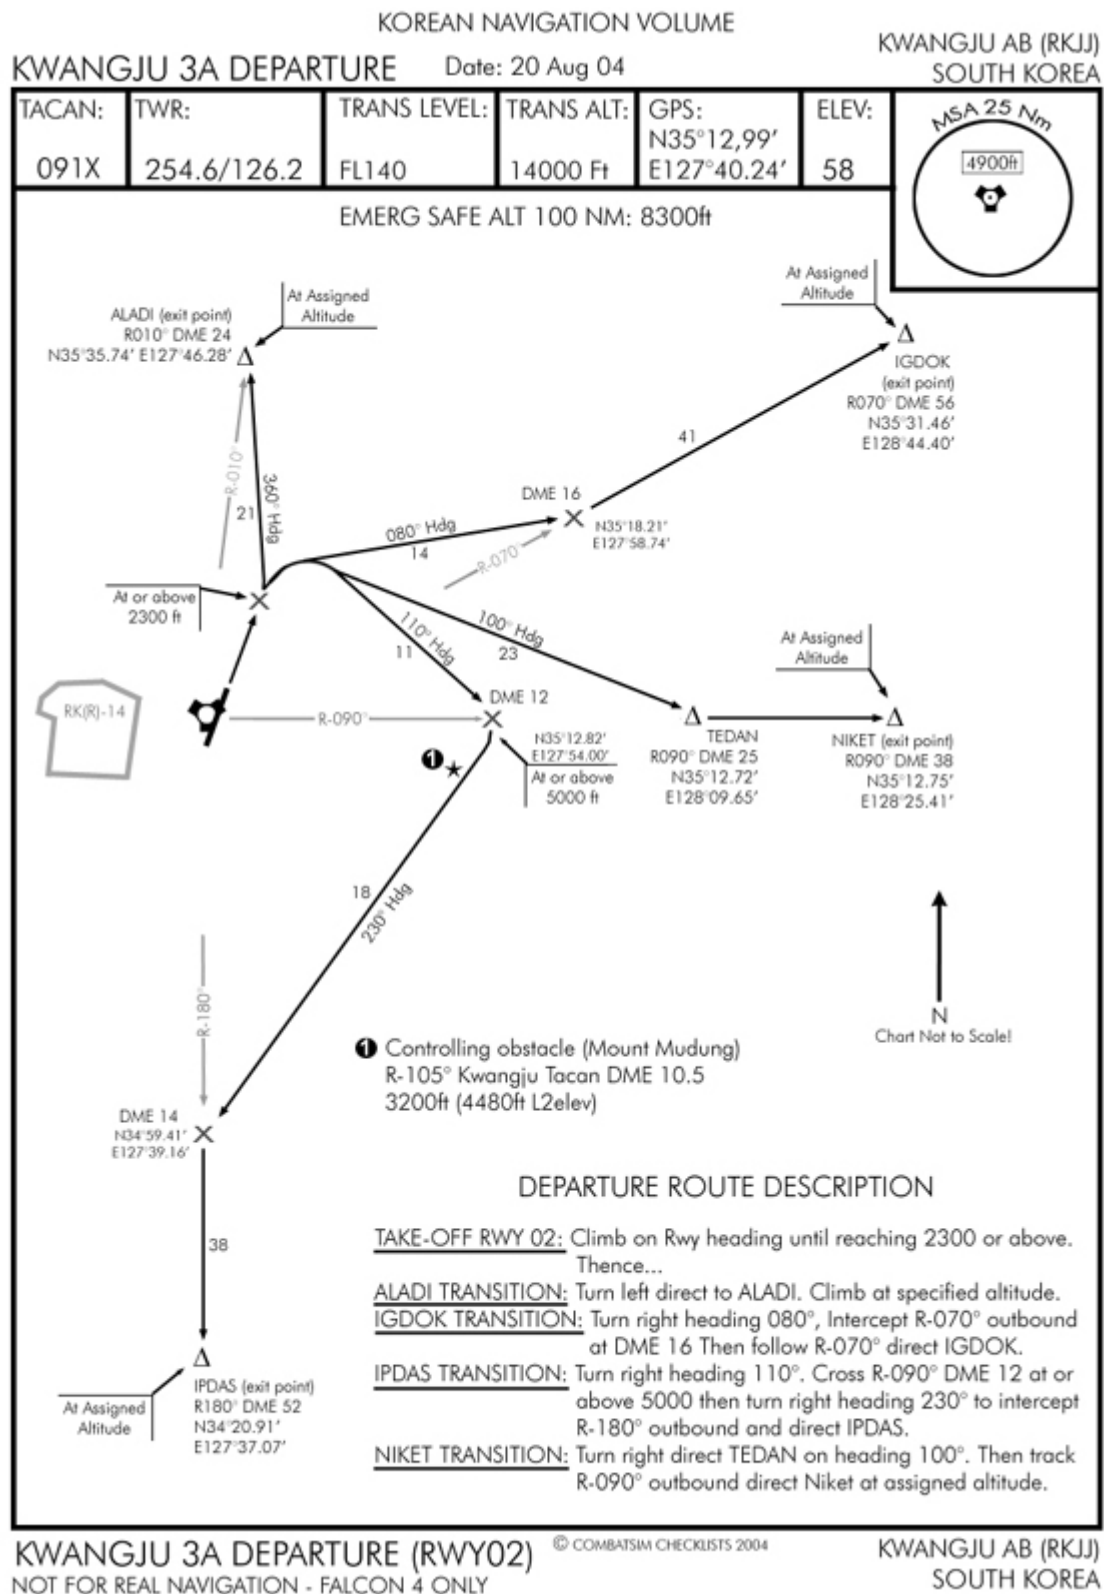 KOREAN NAVIGATION VOLUME
KWANGJU 3A DEPARTURE
Date: 20 Aug 04
KWANGJU AB (RKJJ)
SOUTH KOREA
TACAN:
091X
TWR:
254.6/126.2
TRANS LEVEL:
FL140
TRANS ALT:
14000 Ft
GPS:
N35°12,99'
E127°40.24'
ELEV:
58
MSA 25 Nm
4900ft
EMERG SAFE ALT 100 NM: 8300ft
At Assigned
Altitude
ALADI (exit point)
R010° DME 24
N35°35.74' E127°46.28'
At Assigned
Altitude
IGDOK
(exit point)
R070° DME 56
N35°31.46'
E128°44.40'
41
R-010°
21
360° Hdg
DME 16
N35°18.21'
E127°58.74'
080° Hdg
14
R-070°
At or above
2300 ft
110° Hdg
11
100° Hdg
23
At Assigned
Altitude
RK(R)-14
R-090°
DME 12
N35°12.82'
E127°54.00'
At or above
5000 ft
1
TEDAN
R090° DME 25
N35°12.72'
E128°09.65'
NIKET (exit point)
R090° DME 38
N35°12.75'
E128°25.41'
18
230° Hdg
R-180°
N
Chart Not to Scale!
1 Controlling obstacle (Mount Mudung)
R-105° Kwangju Tacan DME 10.5
3200ft (4480ft L2elev)
DME 14
N34°59.41'
E127°39.16'
38
IPDAS (exit point)
R180° DME 52
N34°20.91'
E127°37.07'
At Assigned
Altitude
DEPARTURE ROUTE DESCRIPTION
TAKE-OFF RWY 02: Climb on Rwy heading until reaching 2300 or above.
Thence...
ALADI TRANSITION: Turn left direct to ALADI. Climb at specified altitude.
IGDOK TRANSITION: Turn right heading 080°, Intercept R-070° outbound
at DME 16 Then follow R-070° direct IGDOK.
IPDAS TRANSITION: Turn right heading 110°. Cross R-090° DME 12 at or
above 5000 then turn right heading 230° to intercept
R-180° outbound and direct IPDAS.
NIKET TRANSITION: Turn right direct TEDAN on heading 100°. Then track
R-090° outbound direct Niket at assigned altitude.
KWANGJU 3A DEPARTURE (RWY02)
© COMBATSIM CHECKLISTS 2004
KWANGJU AB (RKJJ)
NOT FOR REAL NAVIGATION - FALCON 4 ONLY
SOUTH KOREA